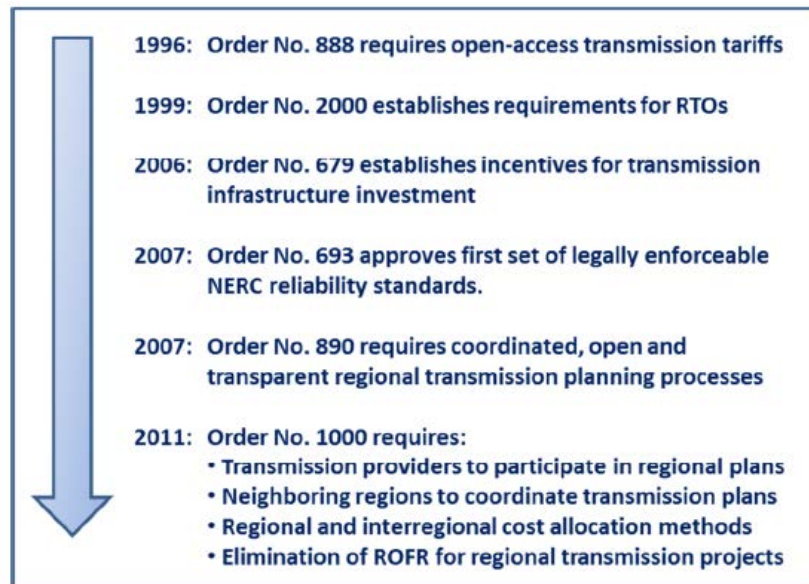 1996: Order No. 888 requires open-access transmission tariffs
1999: Order No. 2000 establishes requirements for RTOs
2006: Order No. 679 establishes incentives for transmission
infrastructure investment
2007: Order No. 693 approves first set of legally enforceable
NERC reliability standards.
2007: Order No. 890 requires coordinated, open and
transparent regional transmission planning processes
2011: Order No. 1000 requires:
• Transmission providers to participate in regional plans
• Neighboring regions to coordinate transmission plans
• Regional and interregional cost allocation methods
• Elimination of ROFR for regional transmission projects